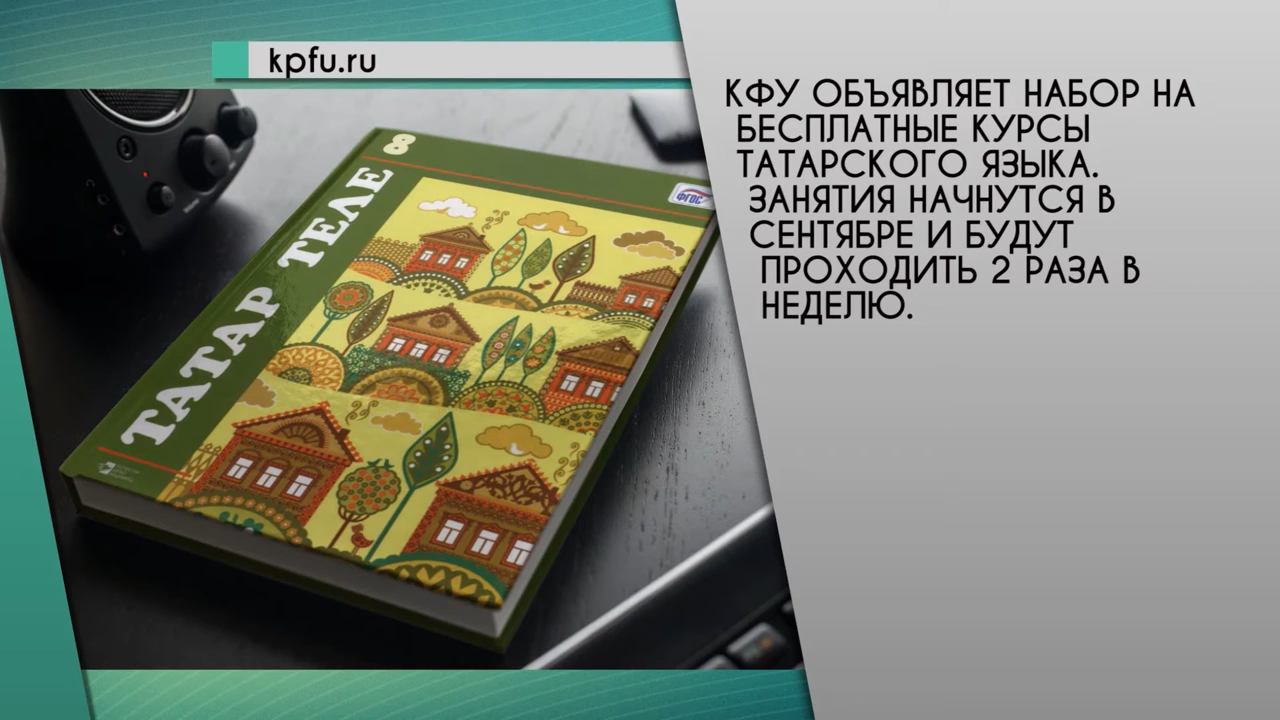 kpfu.ru
КФУ ОБЪЯВЛЯЕТ НАБОР НА
БЕСПЛАТНЫЕ КУРСЫ
ТАТАРСКОГО ЯЗЫКА.
ЗАНЯТИЯ НАЧНУТСЯ В
СЕНТЯБРЕ И БУДУТ
ПРОХОДИТЬ 2 РАЗА В
НЕДЕЛЮ.
ТАТАР ТЕЛЕ 8
ФГОС